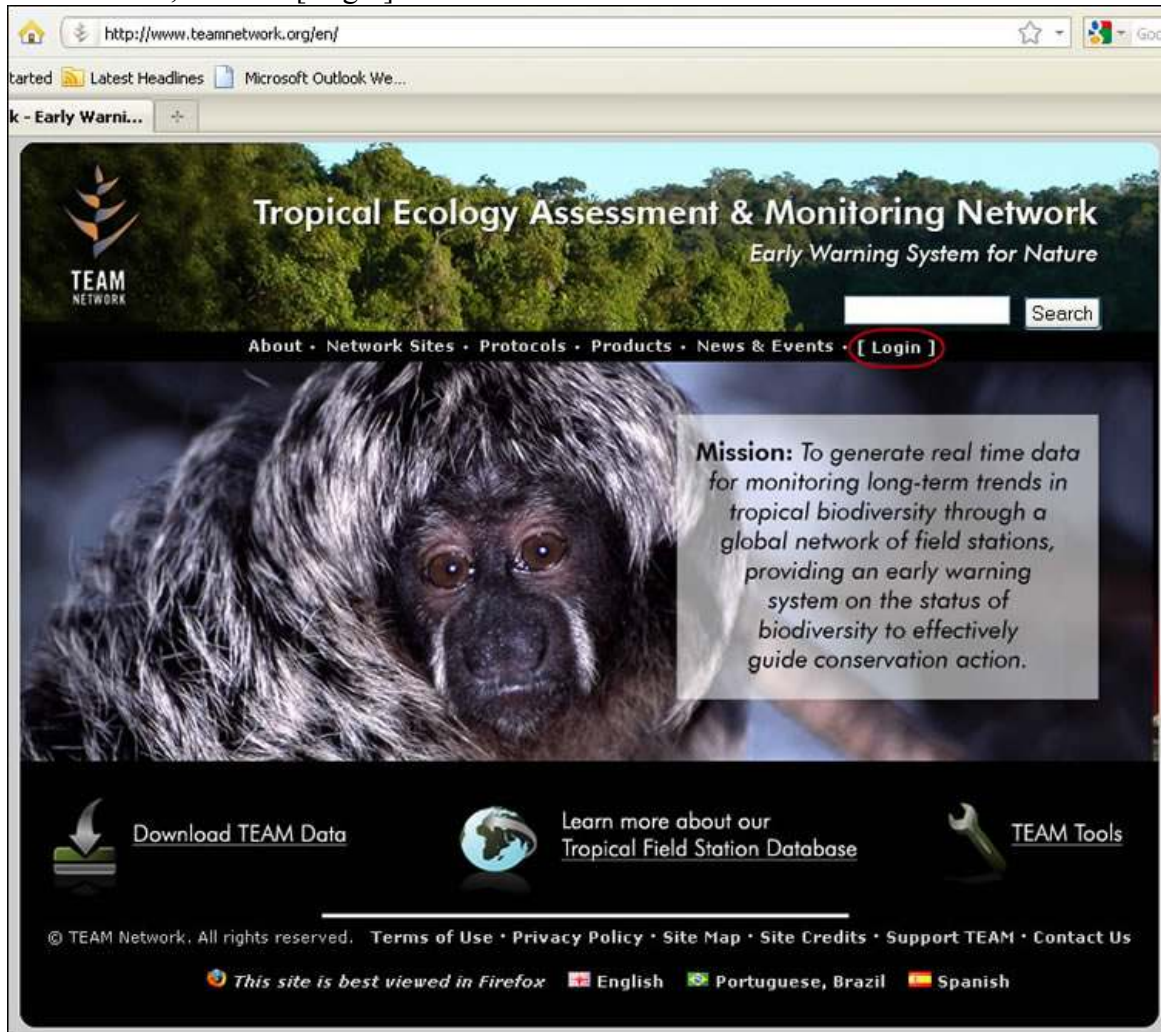 http://www.teamnetwork.org/en/
tarted Latest Headlines Microsoft Outlook We...
k - Early Warni...
TEAM
NETWORK
Tropical Ecology Assessment & Monitoring Network
Early Warning System for Nature
Search
About • Network Sites • Protocols • Products • News & Events • [ Login ]
Mission: To generate real time data
for monitoring long-term trends in
tropical biodiversity through a
global network of field stations,
providing an early warning
system on the status of
biodiversity to effectively
guide conservation action.
Download TEAM Data
Learn more about our
Tropical Field Station Database
TEAM Tools
© TEAM Network. All rights reserved. Terms of Use • Privacy Policy • Site Map • Site Credits • Support TEAM • Contact Us
This site is best viewed in Firefox English Portuguese, Brazil Spanish